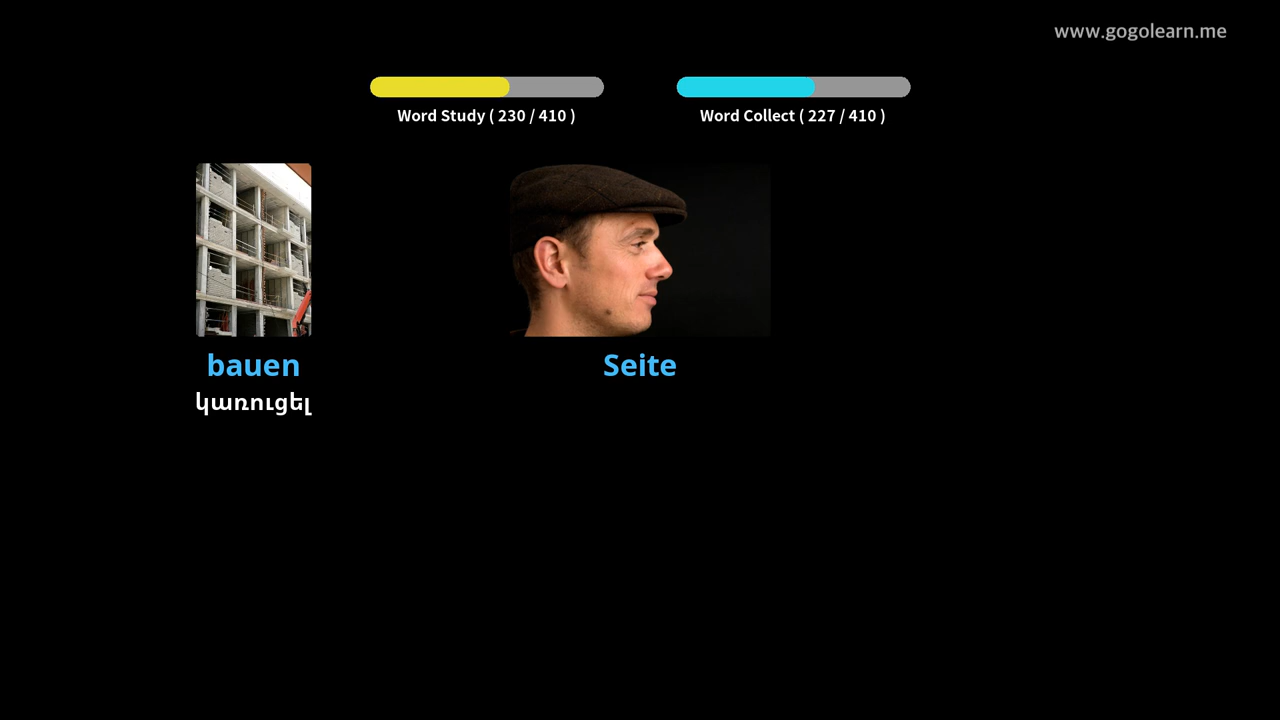 www.gogolearn.me
Word Study ( 230 / 410 )
Word Collect ( 227 / 410 )
bauen
կառուցել
Seite